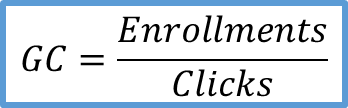 GC = Enrollments / Clicks